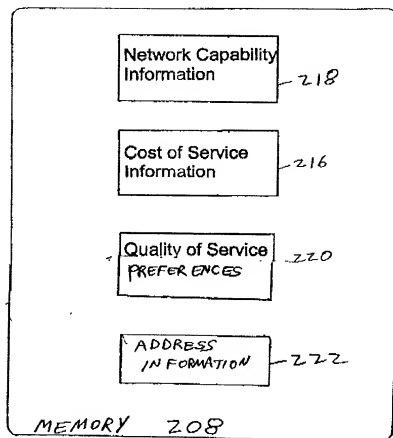 Network Capability
Information
218
Cost of Service
Information
216
Quality of Service
PREFERENCES
220
ADDRESS
INFORMATION
222
MEMORY 208